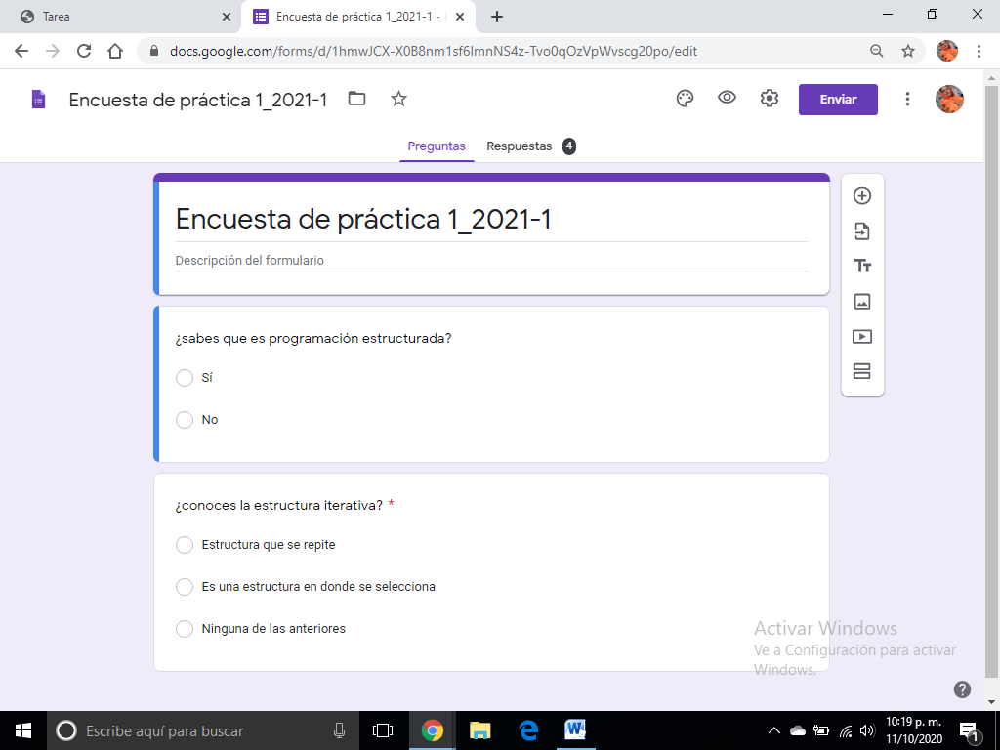 Tarea
Encuesta de práctica 1_2021-1 -
docs.google.com/forms/d/1hmwJCX-X0B8nm1sf6ImnNS4z-Tvo0qOzVpWvscg20po/edit
Encuesta de práctica 1_2021-1
Enviar
Preguntas
Respuestas 4
Encuesta de práctica 1_2021-1
Descripción del formulario
¿sabes que es programación estructurada?
Sí
No
¿conoces la estructura iterativa? *
Estructura que se repite
Es una estructura en donde se selecciona
Ninguna de las anteriores
Activar Windows
Ve a Configuración para activar
Windows.
Escribe aquí para buscar
10:19 p. m.
11/10/2020
1